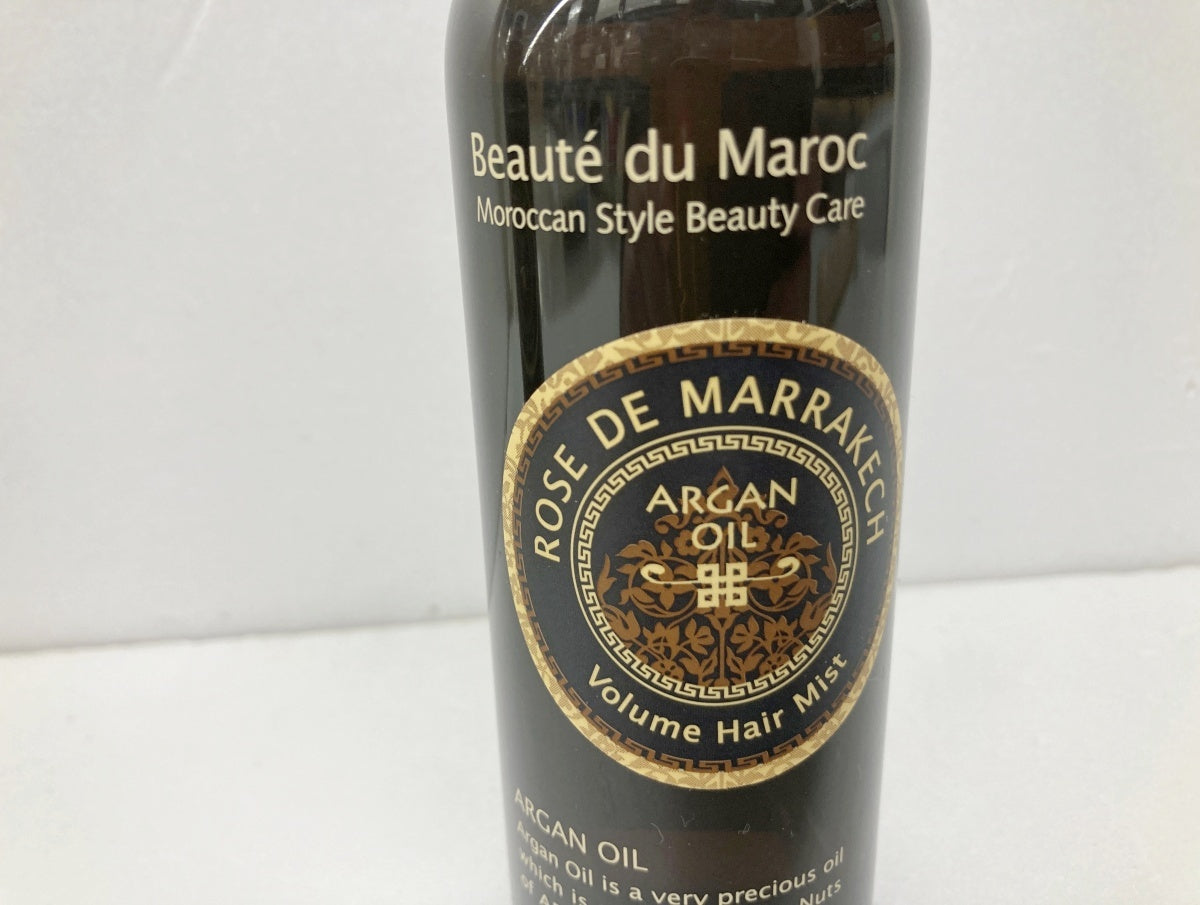 Beauté du Maroc
Moroccan Style Beauty Care
ROSE DE MARRAKECH
ARGAN
OIL
Volume Hair Mist
ARGAN OIL
Argan Oil is a very precious oil
which is Nuts
of